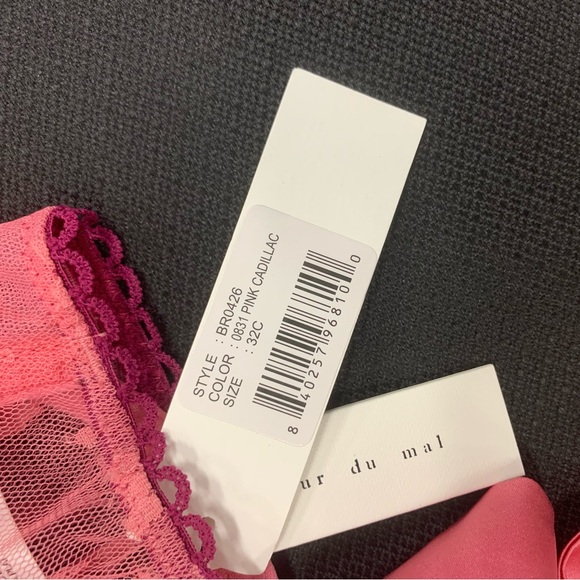 STYLE : BR0426
COLOR : 0831 PINK CADILLAC
SIZE : 32C
8 40257 96810 0
ur du mal